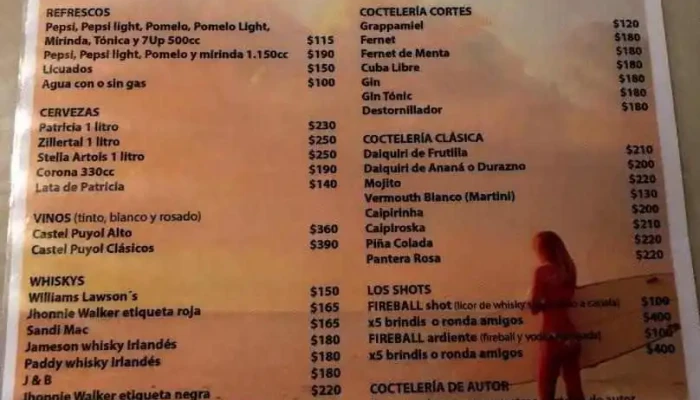 REFRESCOS
Pepsi, Pepsi light, Pomelo, Pomelo Light,
Mirinda, Tónica y 7Up 500cc $115
Pepsi, Pepsi light, Pomelo y mirinda 1.150cc $190
Licuados $150
Agua con o sin gas $100
CERVEZAS
Patricia 1 litro $230
Zillertal 1 litro $250
Stella Artols 1 litro $250
Corona 330cc $190
Lata de Patricia $140
VINOS (tinto, blanco y rosado)
Castel Puyol Alto $360
Castel Puyol Clásicos $390
WHISKYS
Williams Lawson´s $150
Jhonnie Walker etiqueta roja $165
Sandi Mac $165
Jameson whisky Irlandés $180
Paddy whisky Irlandés $180
J & B $180
Jhonnie Walker etiqueta negra $220
COCTELERÍA CORTES
Grappamiel $120
Fernet $180
Fernet de Menta $180
Cuba Libre $180
Gin $180
Gin Tónic $180
Destornillador $180
COCTELERÍA CLÁSICA
Daiquiri de Frutilla $210
Daiquiri de Ananá o Durazno $200
Mojito $220
Vermouth Blanco (Martini) $130
Caipirinha $200
Caipiroska $210
Piña Colada $220
Pantera Rosa $220
LOS SHOTS
FIREBALL shot (licor de whisky a canela) $100
x5 brindis o ronda amigos $400
FIREBALL ardiente (fireball y $100
x5 brindis o ronda amigos $400
COCTELERÍA DE AUTOR